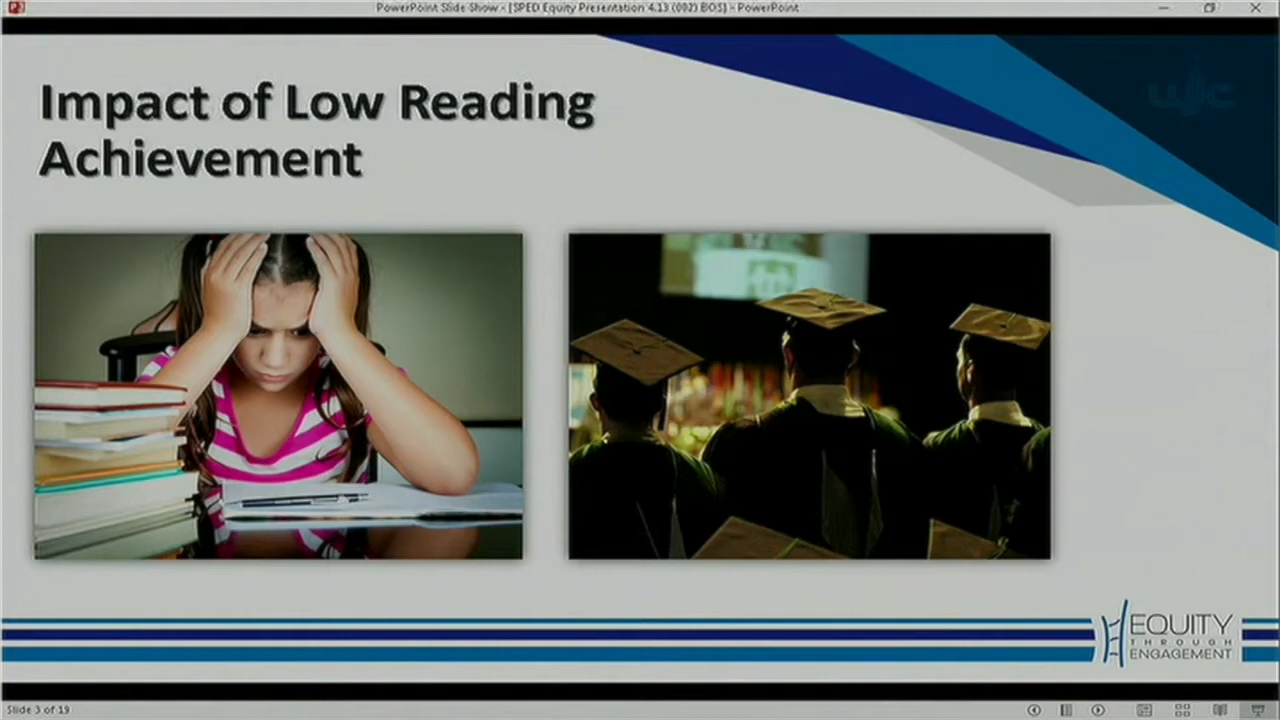 PowerPoint Slide Show - [SPED Equity Presentation 4.13 (002) BOS] - PowerPoint
Impact of Low Reading
Achievement
EQUITY
THROUGH
ENGAGEMENT
Slide 3 of 19